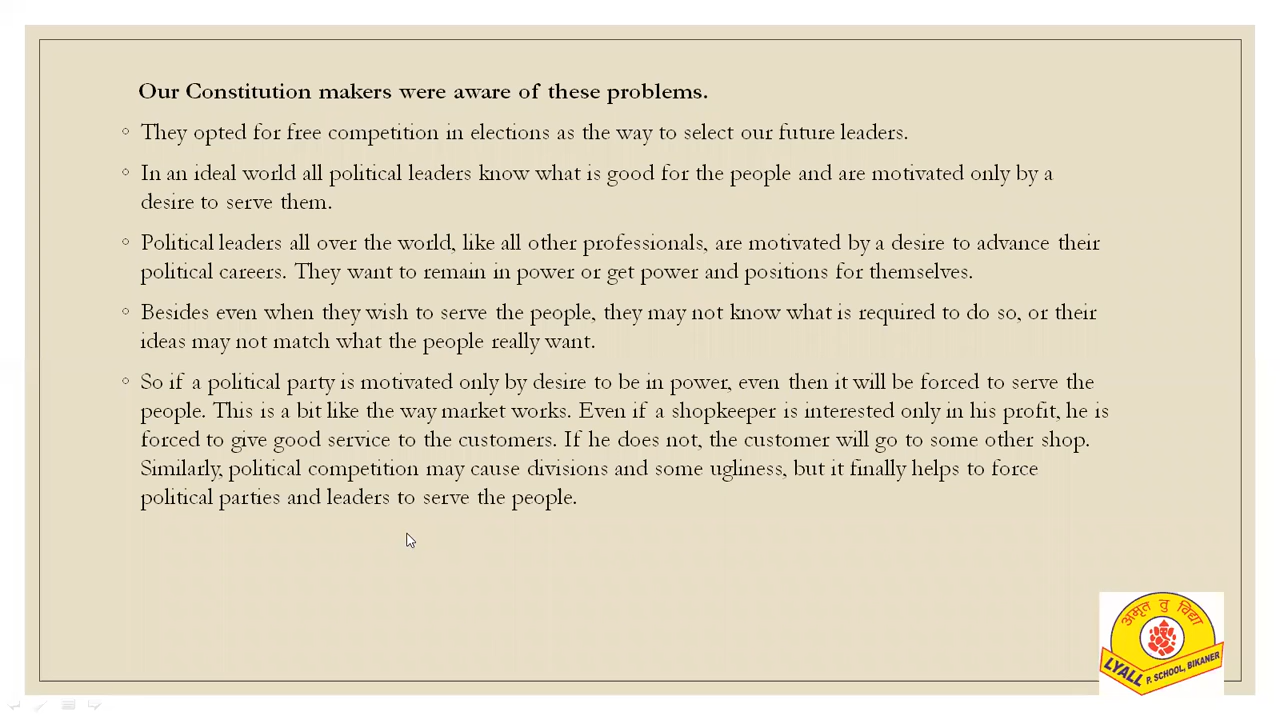 Our Constitution makers were aware of these problems.
◦ They opted for free competition in elections as the way to select our future leaders.
◦ In an ideal world all political leaders know what is good for the people and are motivated only by a
desire to serve them.
◦ Political leaders all over the world, like all other professionals, are motivated by a desire to advance their
political careers. They want to remain in power or get power and positions for themselves.
◦ Besides even when they wish to serve the people, they may not know what is required to do so, or their
ideas may not match what the people really want.
◦ So if a political party is motivated only by desire to be in power, even then it will be forced to serve the
people. This is a bit like the way market works. Even if a shopkeeper is interested only in his profit, he is
forced to give good service to the customers. If he does not, the customer will go to some other shop.
Similarly, political competition may cause divisions and some ugliness, but it finally helps to force
political parties and leaders to serve the people.
अमृतं तु विद्या
LYALL P. SCHOOL, BIKANER